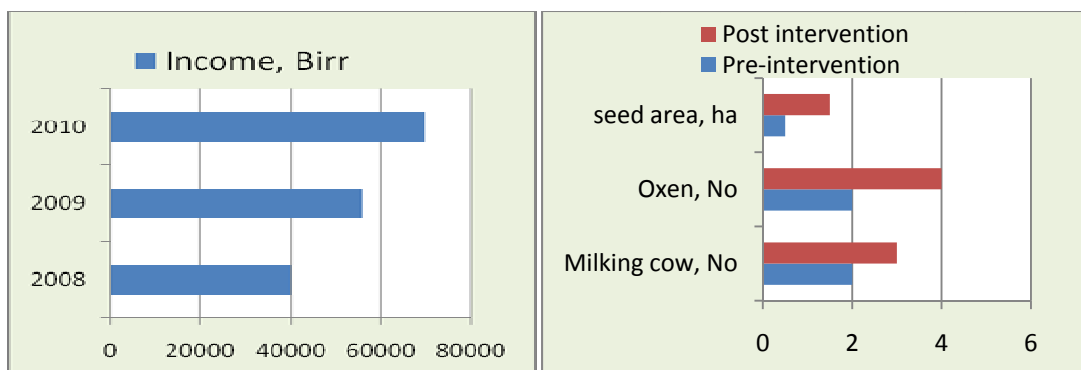 Income, Birr
2010
2009
2008
0 20000 40000 60000 80000
Post intervention
Pre-intervention
seed area, ha
Oxen, No
Milking cow, No
0 2 4 6